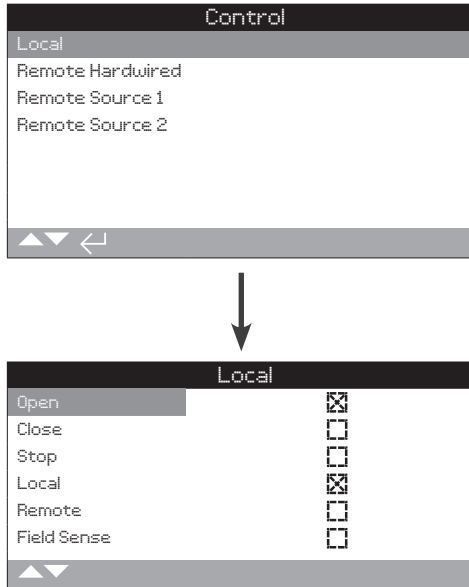 Control
Local
Remote Hardwired
Remote Source 1
Remote Source 2
Local
Open
Close
Stop
Local
Remote
Field Sense